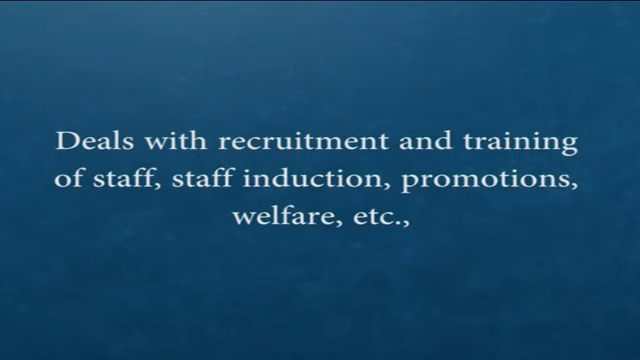 Deals with recruitment and training
of staff, staff induction, promotions,
welfare, etc.,